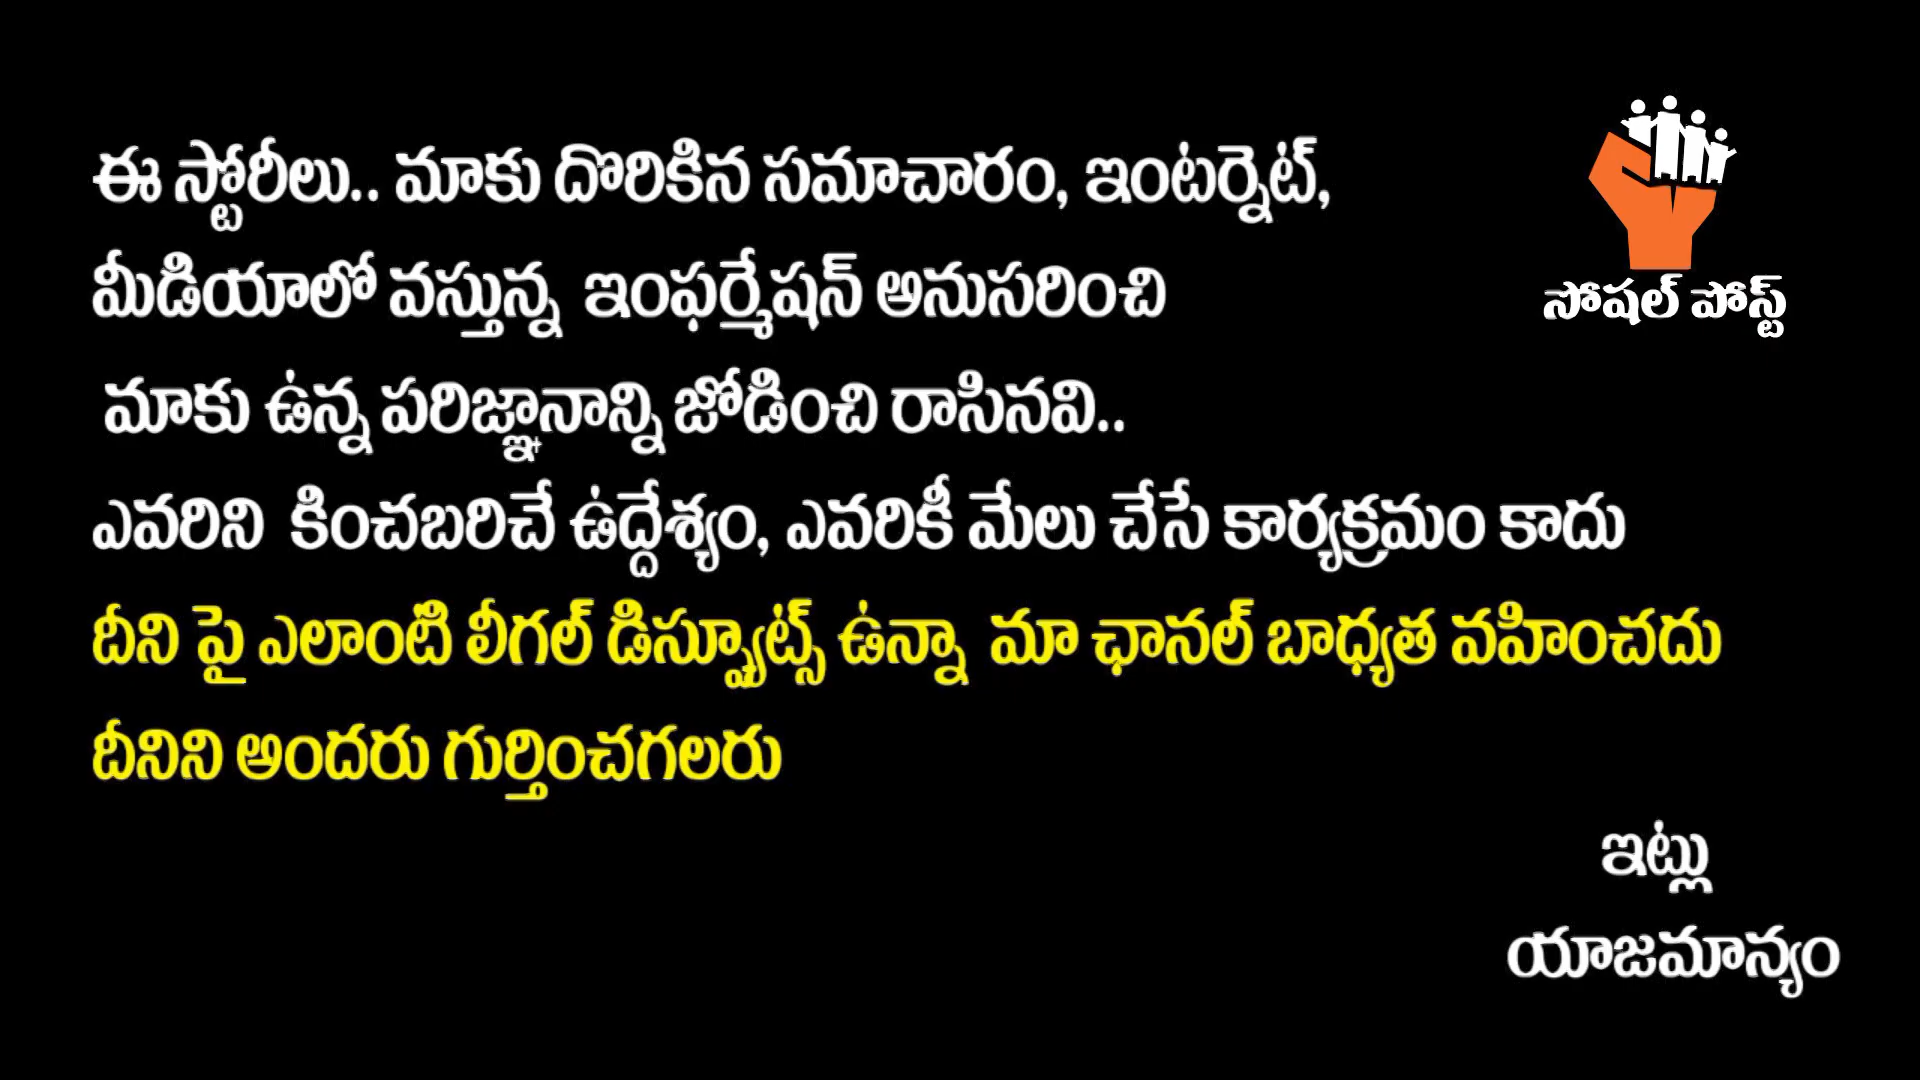 ఈ స్టోరీలు.. మాకు దొరికిన సమాచారం, ఇంటర్నెట్,
మీడియాలో వస్తున్న ఇంఫర్మేషన్ అనుసరించి
మాకు ఉన్న పరిజ్ఞానాన్ని జోడించి రాసినవి..
ఎవరిని కించబరిచే ఉద్దేశ్యం, ఎవరికీ మేలు చేసే కార్యక్రమం కాదు
దీని పై ఎలాంటి లీగల్ డిస్ప్యూట్స్ ఉన్నా మా ఛానల్ బాధ్యత వహించదు
దీనిని అందరు గుర్తించగలరు
ఇట్లు
యాజమాన్యం
సోషల్ పోస్ట్